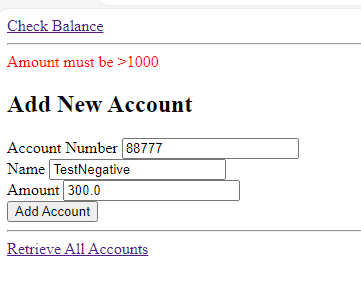 Check Balance
Amount must be >1000
Add New Account
Account Number 88777
Name TestNegative
Amount 300.0
Add Account
Retrieve All Accounts